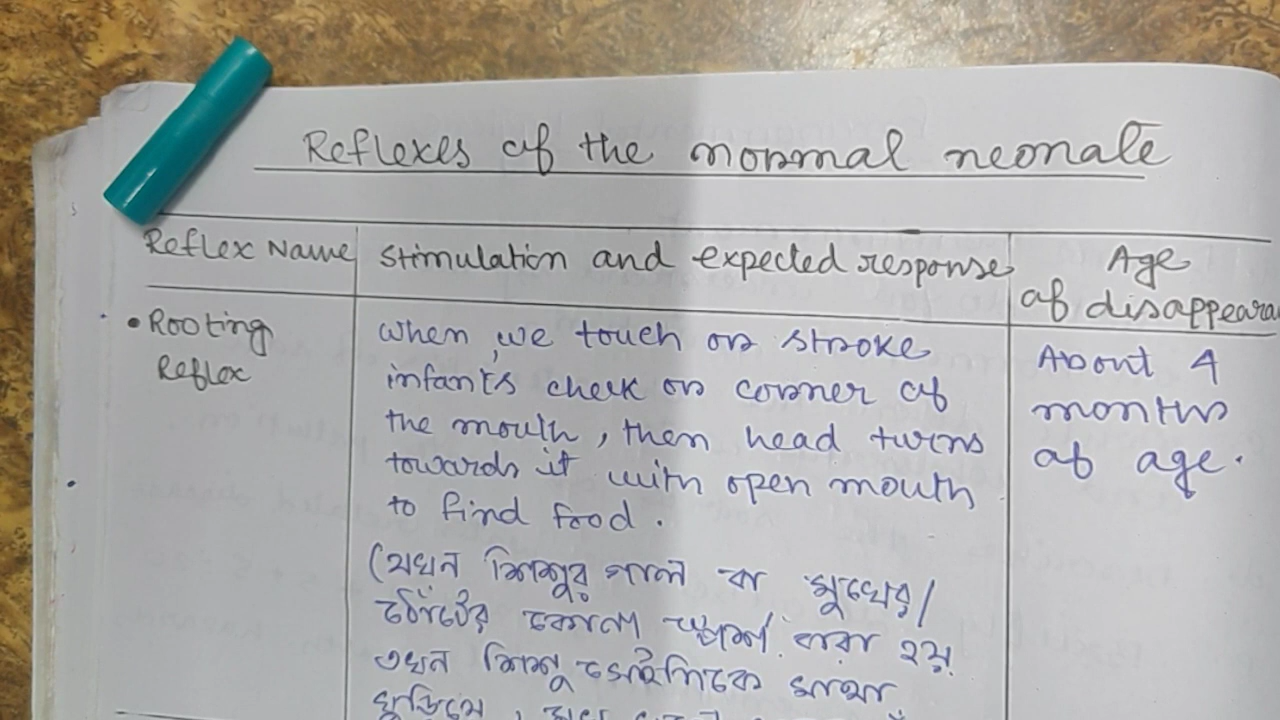 Reflexes of the normal neonate
Reflex Name
Stimulation and expected response
Age
of disappeara
• Rooting
Reflex
When we touch or stroke
infant's cheek or corner of
the mouth, then head turns
towards it with open mouth
to find food.
(যখন শিশুর গালে বা মুখের/
ঠোঁটের কোণে স্পর্শ করা হয়
তখন শিশু সেইদিকে মাথা
ঘুড়িয়ে,
About 4
months
of age.